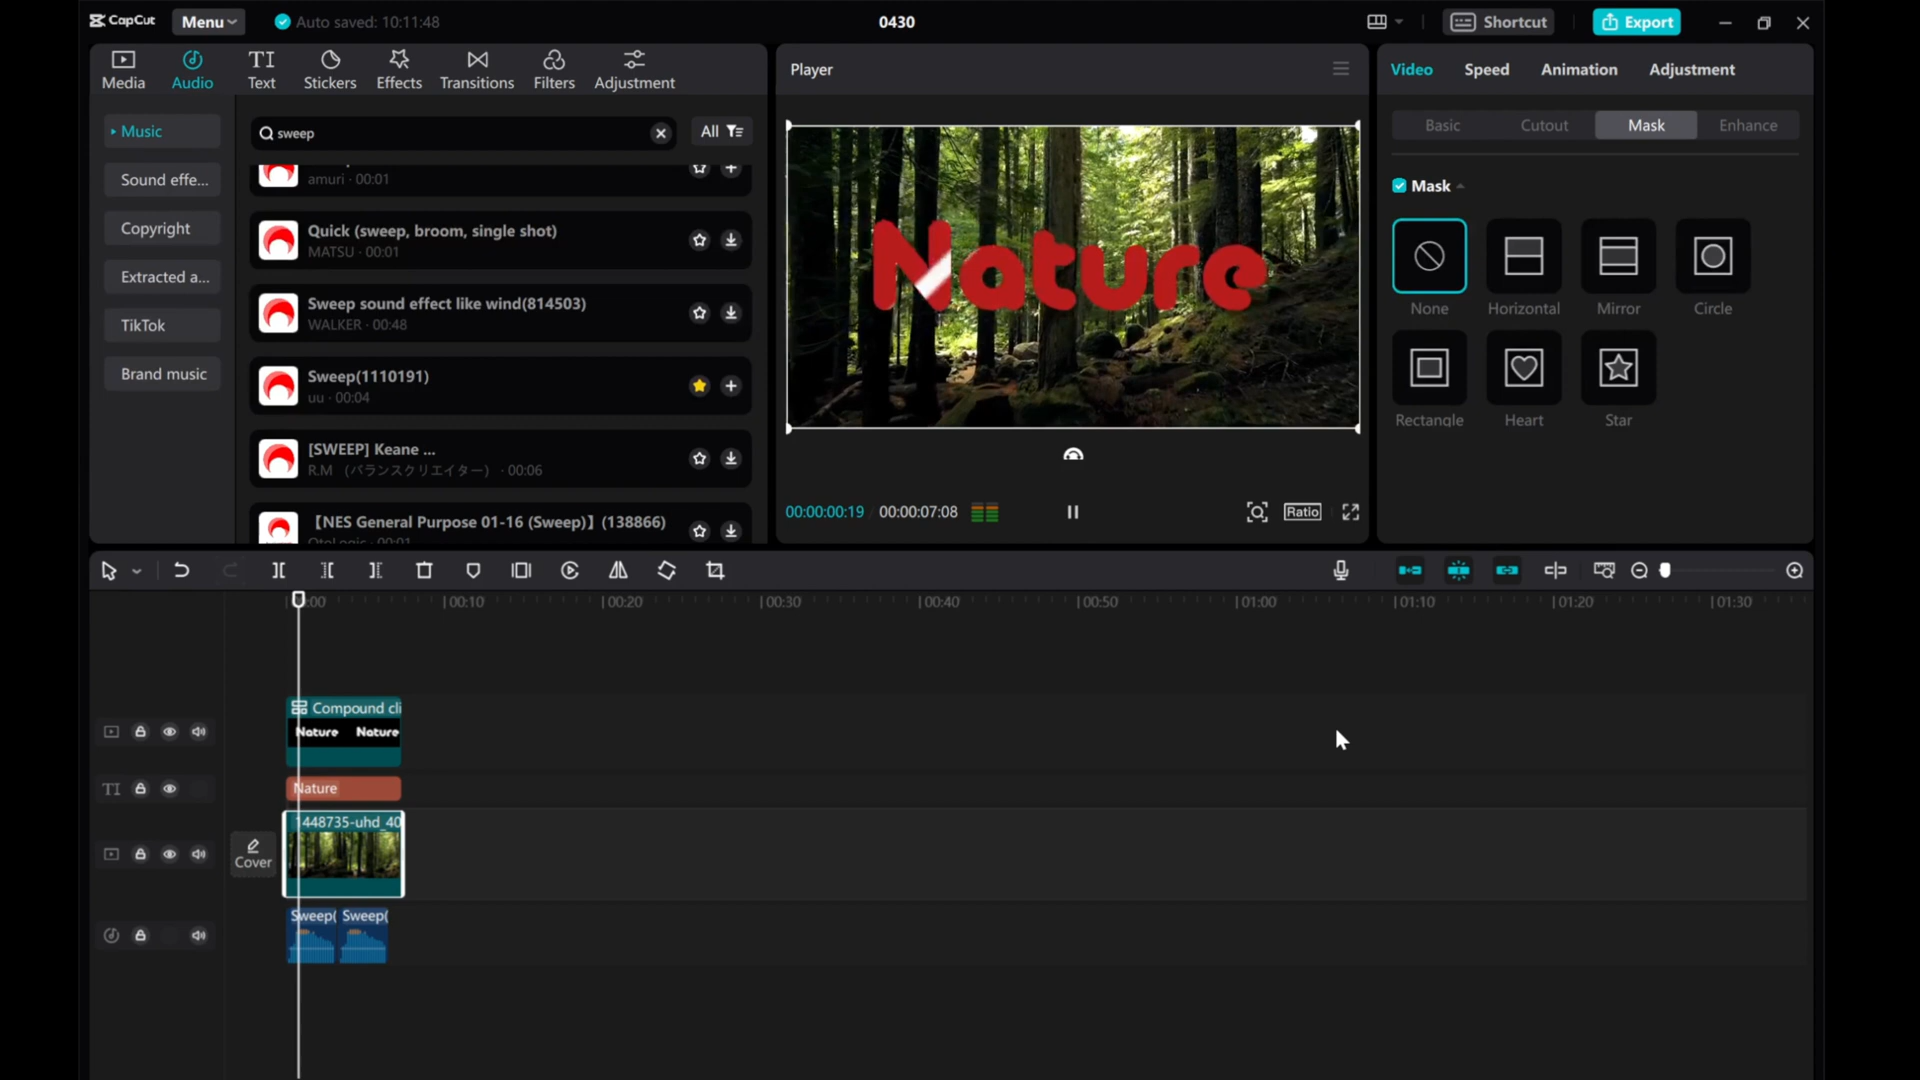 CapCut
Menu
Auto saved: 10:11:48
0430
Shortcut
Export
Media
Audio
TI
Text
Stickers
Effects
Transitions
Filters
Adjustment
Music
Sound effe...
Copyright
Extracted a...
TikTok
Brand music
sweep
All
amuri · 00:01
Quick (sweep, broom, single shot)
MATSU · 00:01
Sweep sound effect like wind(814503)
WALKER · 00:48
Sweep(1110191)
uu · 00:04
[SWEEP] Keane ...
R.M （バランスクリエイター） · 00:06
【NES General Purpose 01-16 (Sweep)】(138866)
OtoLogic · 00:01
Player
Nature
00:00:00:19
00:00:07:08
Ratio
Video
Speed
Animation
Adjustment
Basic
Cutout
Mask
Enhance
Mask
None
Horizontal
Mirror
Circle
Rectangle
Heart
Star
00:10
00:20
00:30
00:40
00:50
01:00
01:10
01:20
01:30
Compound cli
Nature Nature
TI
Nature
1448735-uhd_40
Cover
Sweep( Sweep(